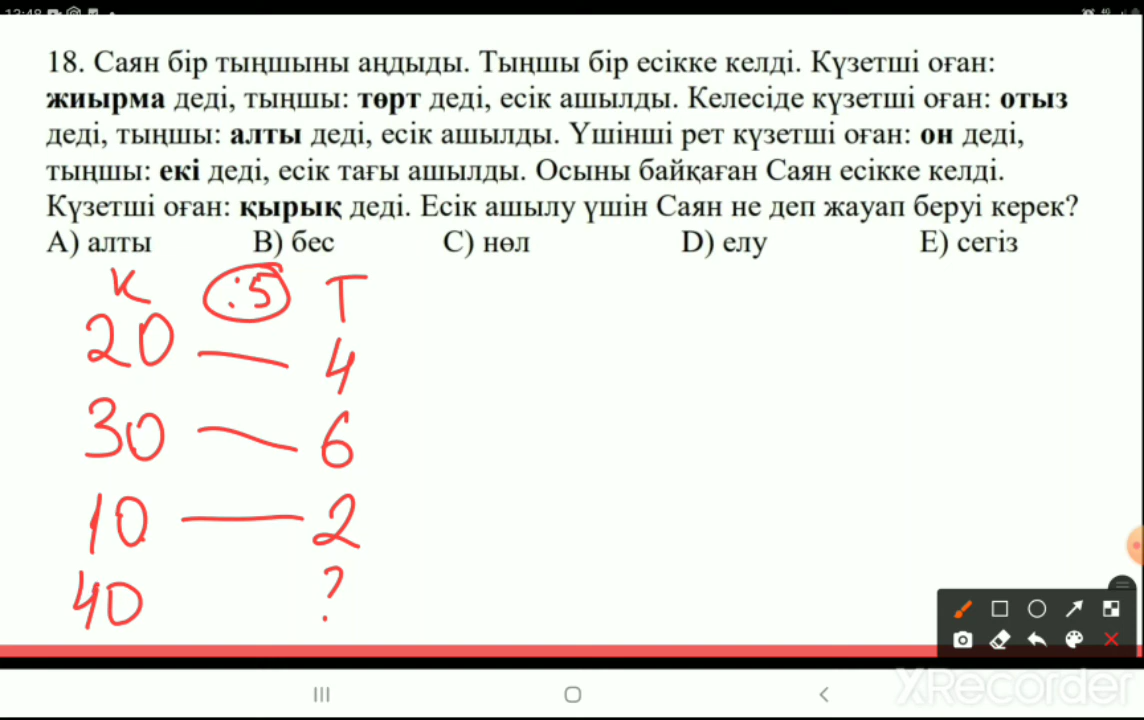 12:48
4G
18. Саян бір тыңшыны аңдыды. Тыңшы бір есікке келді. Күзетші оған:
жиырма деді, тыңшы: төрт деді, есік ашылды. Келесіде күзетші оған: отыз
деді, тыңшы: алты деді, есік ашылды. Үшінші рет күзетші оған: он деді,
тыңшы: екі деді, есік тағы ашылды. Осыны байқаған Саян есікке келді.
Күзетші оған: қырық деді. Есік ашылу үшін Саян не деп жауап беруі керек?
A) алты B) бес C) нөл D) елу E) сегіз
К :5 Т
20 — 4
30 — 6
10 — 2
40 ?
XRecorder